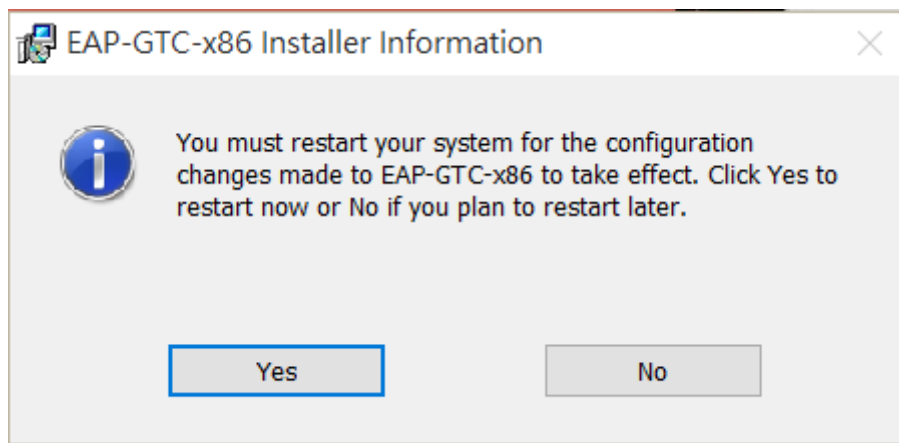 EAP-GTC-x86 Installer Information
You must restart your system for the configuration
changes made to EAP-GTC-x86 to take effect. Click Yes to
restart now or No if you plan to restart later.
Yes
No